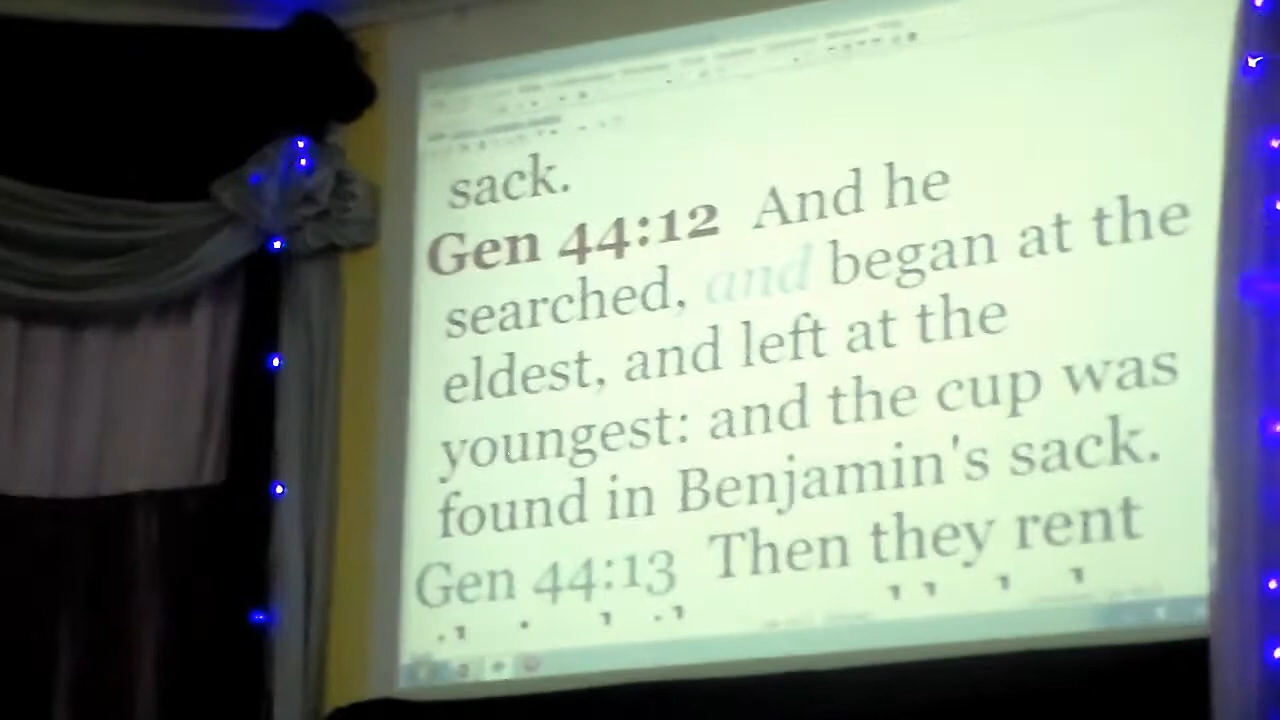 sack.
Gen 44:12 And he
searched, and began at the
eldest, and left at the
youngest: and the cup was
found in Benjamin's sack.
Gen 44:13 Then they rent